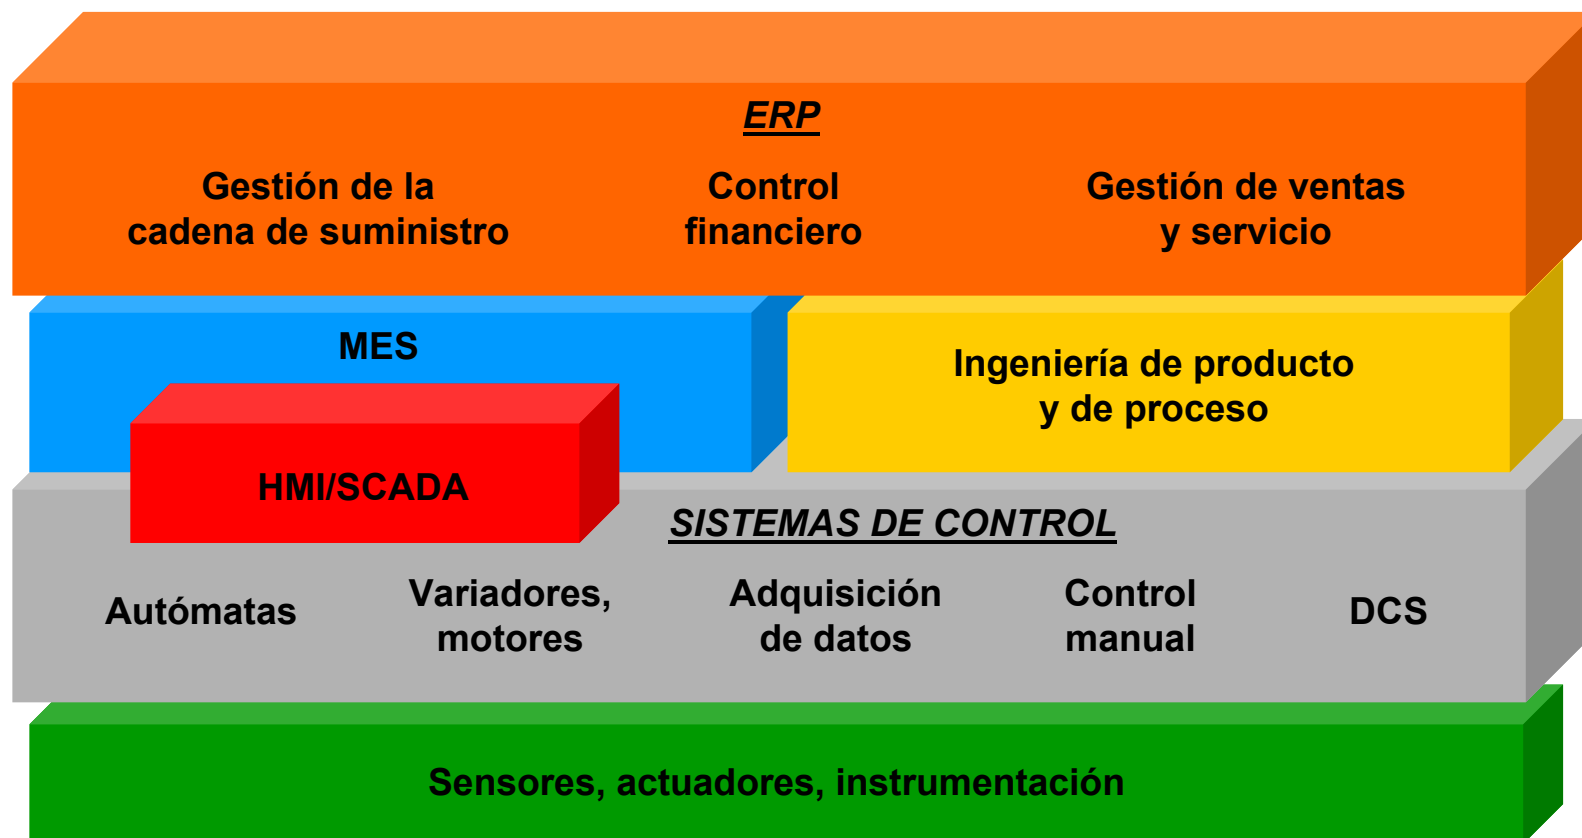 ERP
Gestión de la
cadena de suministro
Control
financiero
Gestión de ventas
y servicio
MES
Ingeniería de producto
y de proceso
HMI/SCADA
SISTEMAS DE CONTROL
Autómatas
Variadores,
motores
Adquisición
de datos
Control
manual
DCS
Sensores, actuadores, instrumentación